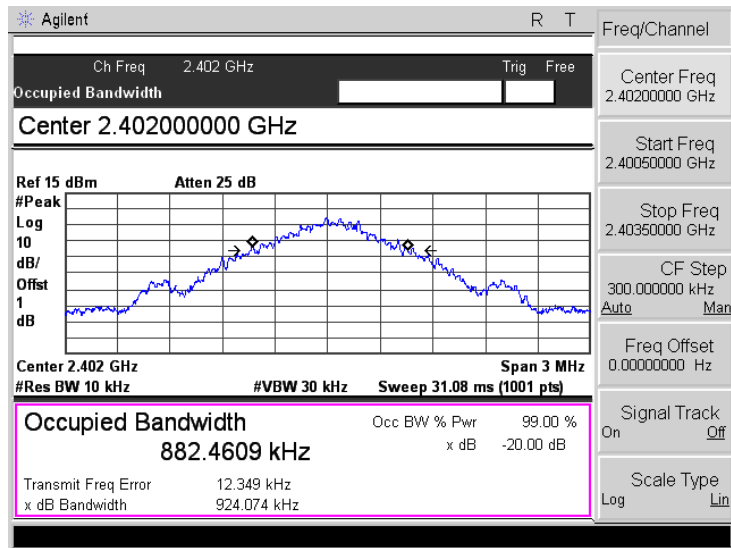 Agilent R T
Ch Freq 2.402 GHz Trig Free
Occupied Bandwidth
Center 2.402000000 GHz
Ref 15 dBm Atten 25 dB
#Peak
Log
10
dB/
Offst
1
dB
Center 2.402 GHz Span 3 MHz
#Res BW 10 kHz #VBW 30 kHz Sweep 31.08 ms (1001 pts)
Occupied Bandwidth
882.4609 kHz
Occ BW % Pwr 99.00 %
x dB -20.00 dB
Transmit Freq Error 12.349 kHz
x dB Bandwidth 924.074 kHz
Freq/Channel
Center Freq
2.40200000 GHz
Start Freq
2.40050000 GHz
Stop Freq
2.40350000 GHz
CF Step
300.000000 kHz
Auto Man
Freq Offset
0.00000000 Hz
Signal Track
On Off
Scale Type
Log Lin